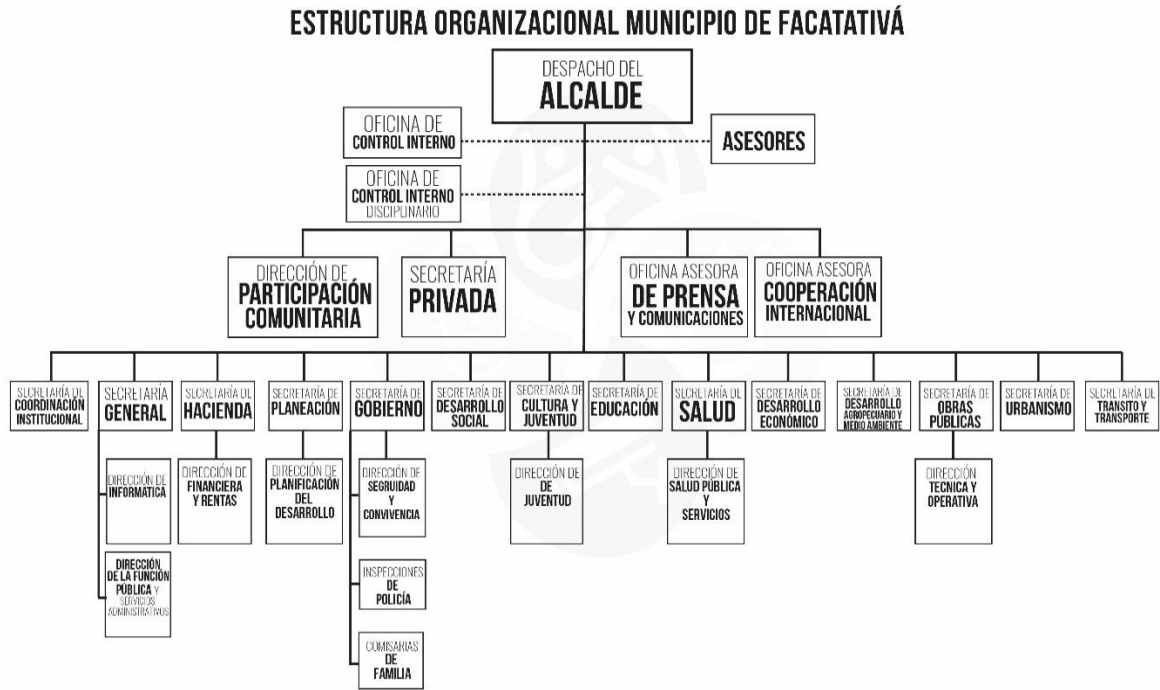 ESTRUCTURA ORGANIZACIONAL MUNICIPIO DE FACATATIVÁ
DESPACHO DEL
ALCALDE
OFICINA DE
CONTROL INTERNO
ASESORES
OFICINA DE
CONTROL INTERNO
DISCIPLINARIO
DIRECCIÓN DE
PARTICIPACIÓN
COMUNITARIA
SECRETARÍA
PRIVADA
OFICINA ASESORA
DE PRENSA
Y COMUNICACIONES
OFICINA ASESORA
COOPERACIÓN
INTERNACIONAL
SECRETARÍA DE
COORDINACIÓN
INSTITUCIONAL
SECRETARÍA
GENERAL
SECRETARÍA DE
HACIENDA
SECRETARÍA DE
PLANEACIÓN
SECRETARÍA DE
GOBIERNO
SECRETARÍA DE
DESARROLLO
SOCIAL
SECRETARÍA DE
CULTURA Y
JUVENTUD
SECRETARÍA DE
EDUCACIÓN
SECRETARÍA DE
SALUD
SECRETARÍA DE
DESARROLLO
ECONÓMICO
SECRETARÍA DE
DESARROLLO
AGROPECUARIO Y
MEDIO AMBIENTE
SECRETARÍA DE
OBRAS
PÚBLICAS
SECRETARÍA DE
URBANISMO
SECRETARÍA DE
TRANSITO Y
TRANSPORTE
DIRECCIÓN DE
INFORMATICA
DIRECCIÓN DE
FINANCIERA
Y RENTAS
DIRECCIÓN DE
PLANIFICACIÓN
DEL
DESARROLLO
DIRECCIÓN DE
SEGRUIDAD
Y
CONVIVENCIA
DIRECCIÓN DE
DE
JUVENTUD
DIRECCIÓN DE
SALUD PÚBLICA
Y
SERVICIOS
DIRECCIÓN
TECNICA Y
OPERATIVA
DIRECCIÓN
DE LA FUNCIÓN
PÚBLICA Y
SERVICIOS
ADMINISTRATIVOS
INSPECCIONES
DE
POLICÍA
COMISARIAS
DE
FAMILIA